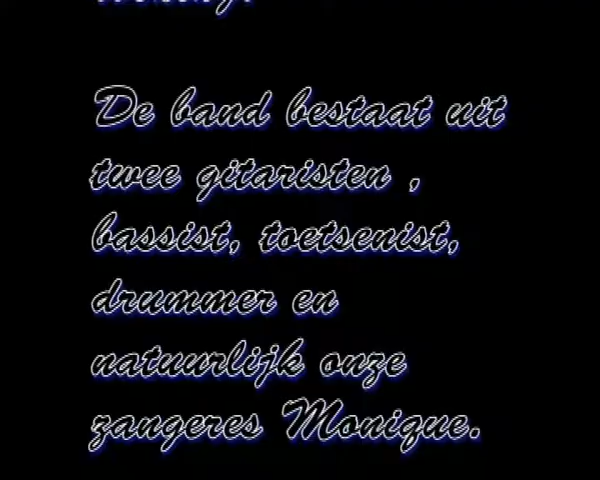 De band bestaat uit
twee gitaristen ,
bassist, toetsenist,
drummer en
natuurlijk onze
zangeres Monique.